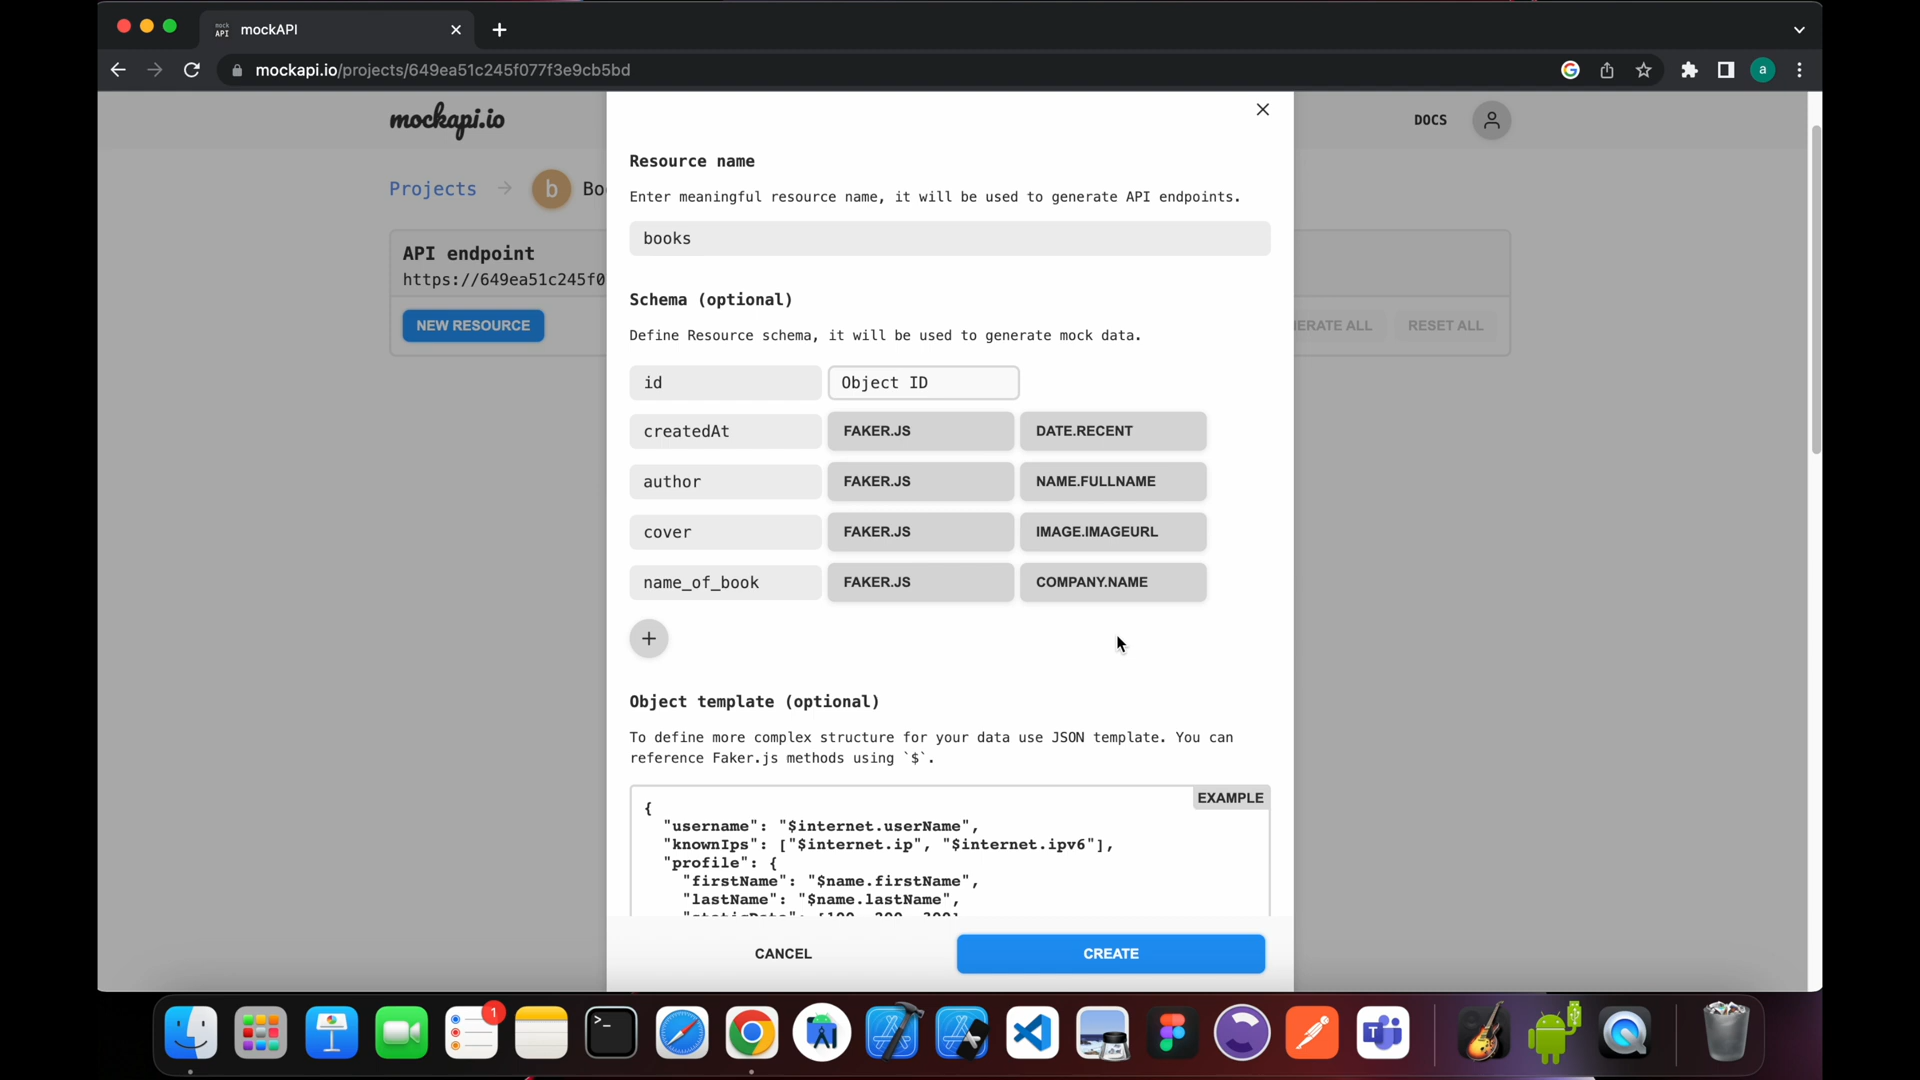 mock
API
mockAPI
mockapi.io/projects/649ea51c245f077f3e9cb5bd
a
mockapi.io
DOCS
Projects
b
Bo
API endpoint
https://649ea51c245f0
NEW RESOURCE
ERATE ALL
RESET ALL
Resource name
Enter meaningful resource name, it will be used to generate API endpoints.
books
Schema (optional)
Define Resource schema, it will be used to generate mock data.
id Object ID
createdAt FAKER.JS DATE.RECENT
author FAKER.JS NAME.FULLNAME
cover FAKER.JS IMAGE.IMAGEURL
name_of_book FAKER.JS COMPANY.NAME
+
Object template (optional)
To define more complex structure for your data use JSON template. You can
reference Faker.js methods using `$`.
EXAMPLE
{
"username": "$internet.userName",
"knownIps": ["$internet.ip", "$internet.ipv6"],
"profile": {
"firstName": "$name.firstName",
"lastName": "$name.lastName",
CANCEL
CREATE
1
>_
T